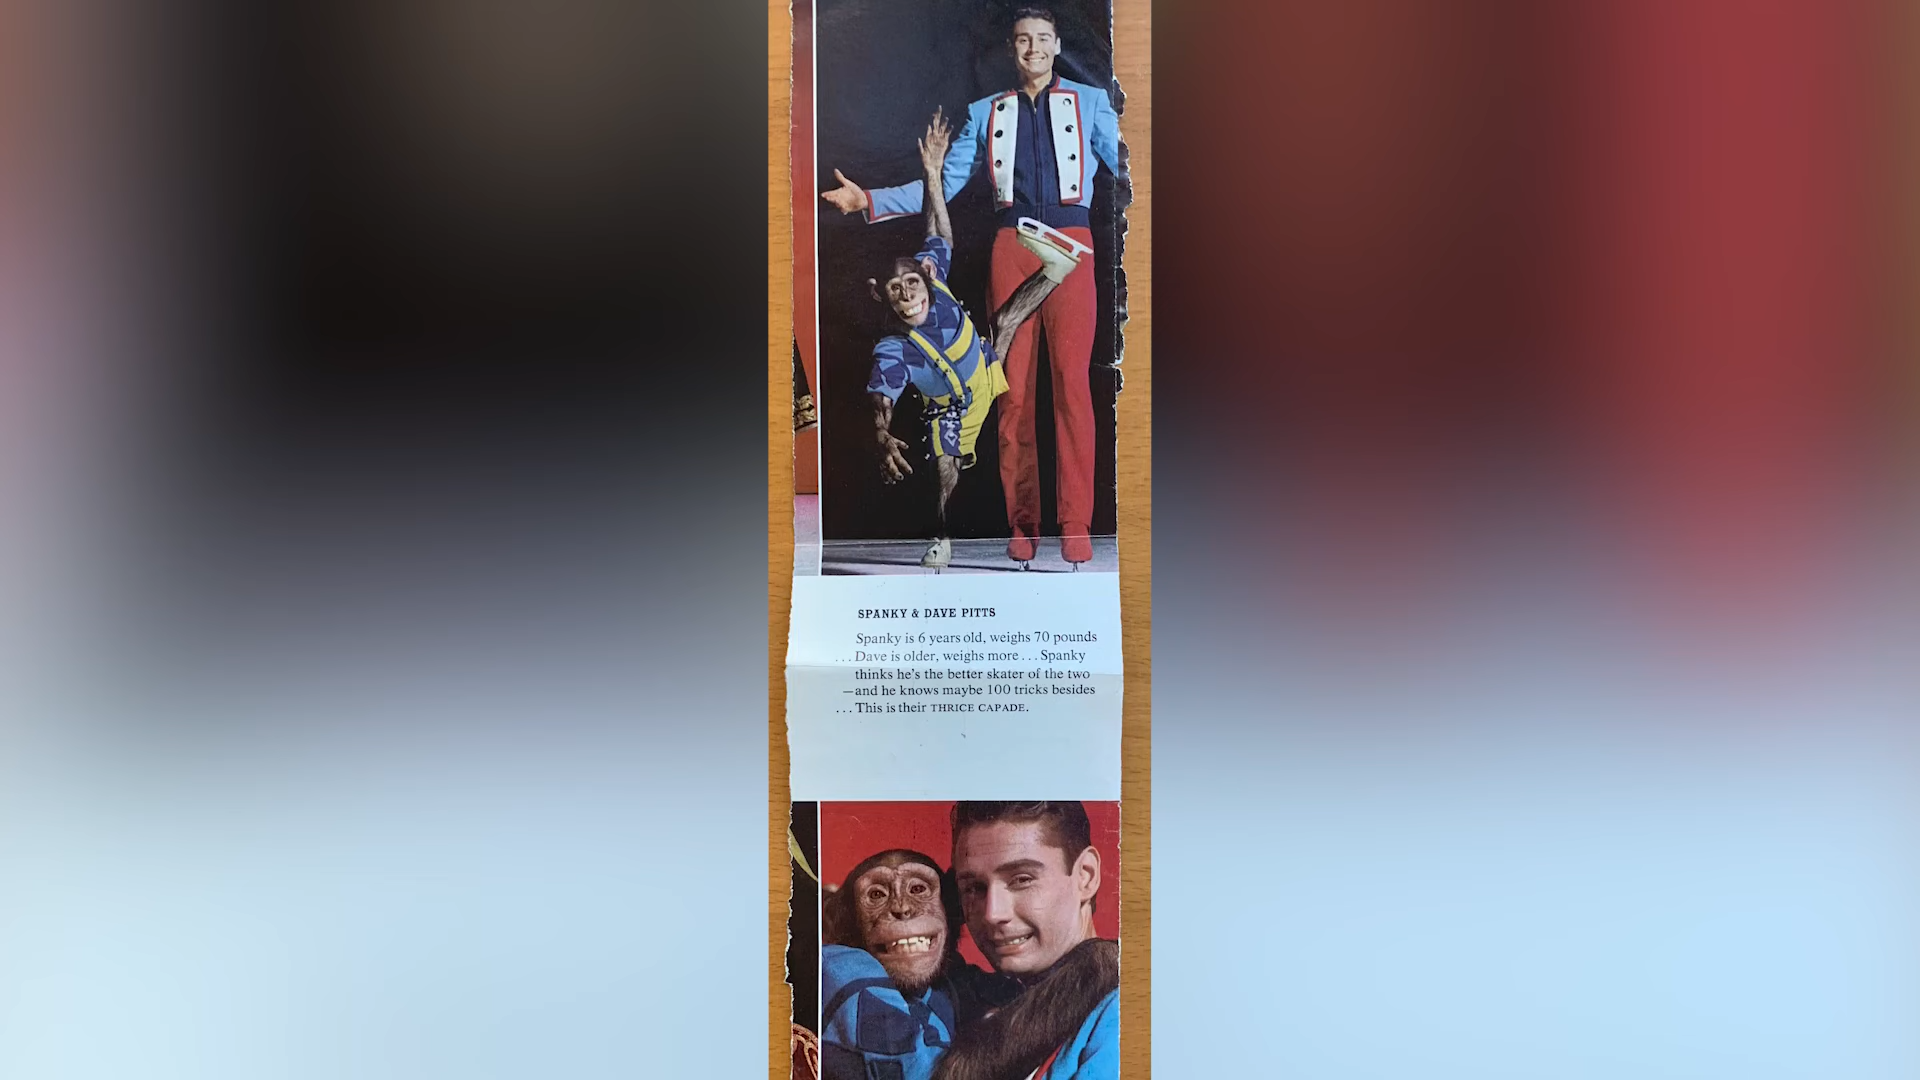 SPANKY & DAVE PITTS
Spanky is 6 years old, weighs 70 pounds
...Dave is older, weighs more...Spanky
thinks he's the better skater of the two
—and he knows maybe 100 tricks besides
...This is their THRICE CAPADE.